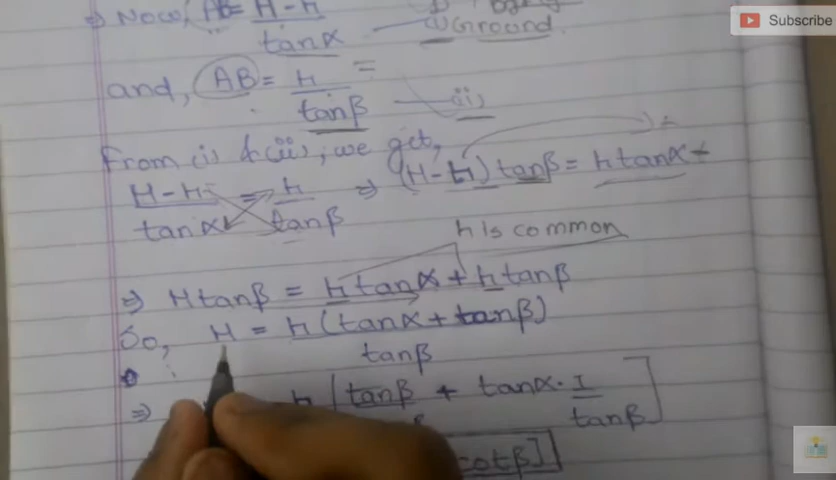 Subscribe
⇒ Now, AB = H-h / tanα
Ground.
and, AB = h / tanβ — (ii)
From (i) & (ii), we get,
H-h / tanα = h / tanβ ⇒ (H-h) tanβ = h tanα
h is common
⇒ H tanβ = h tanα + h tanβ
So, H = h (tanα + tanβ) / tanβ
⇒ h [ tanβ + tanα · 1 / tanβ ]
cotβ]